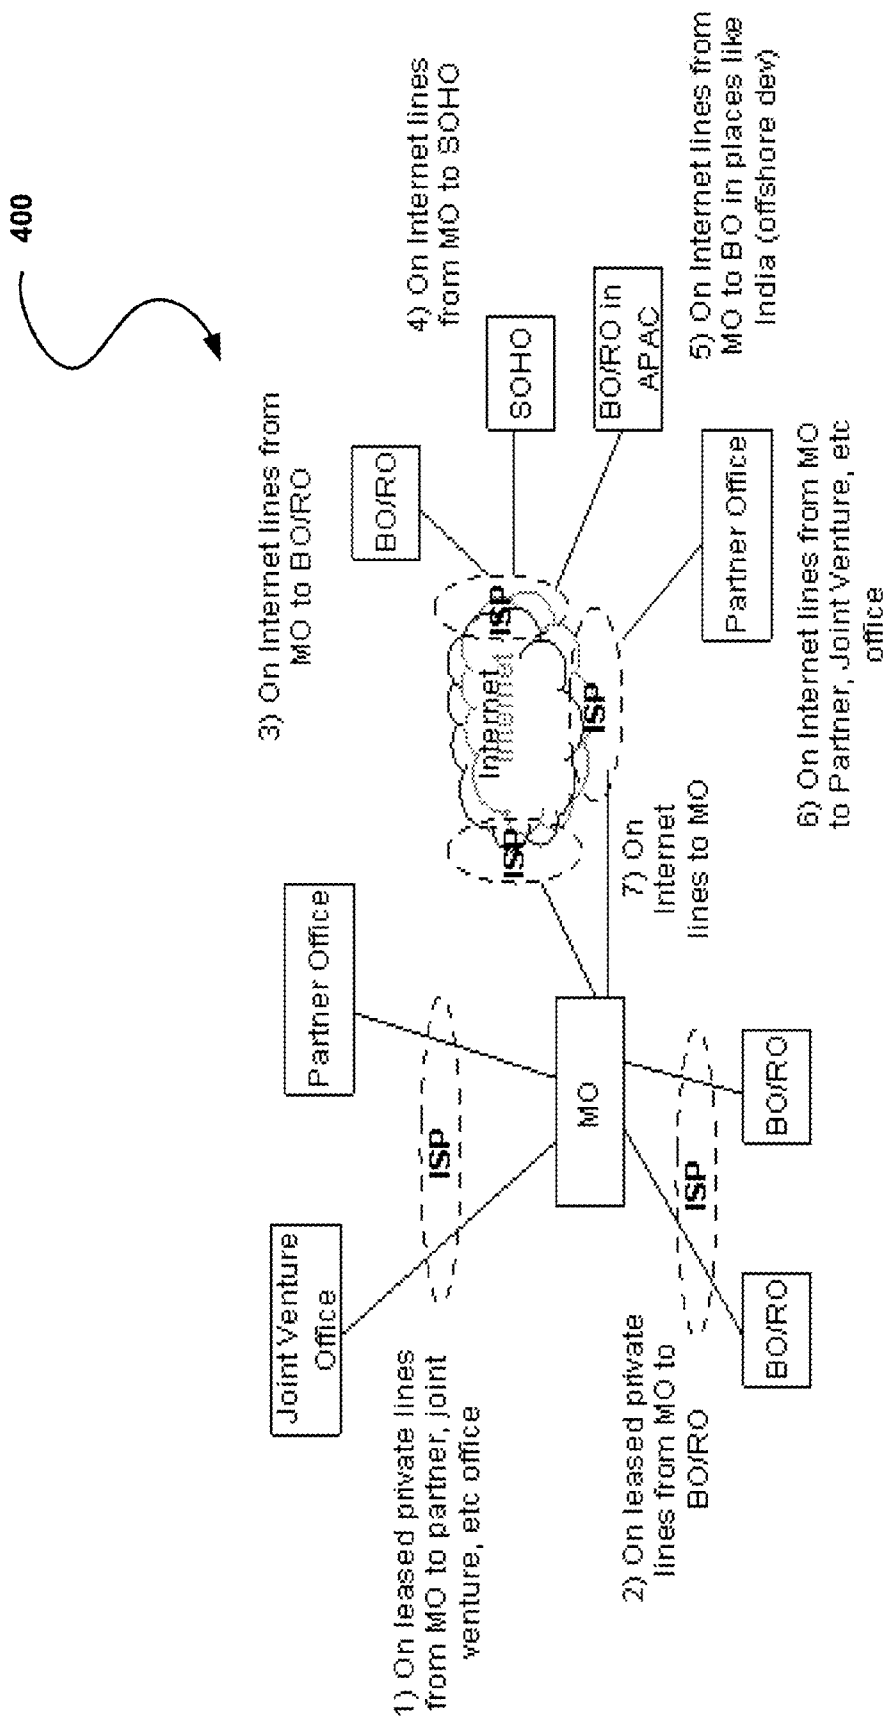 400
3) On Internet lines from
MO to BO/RO
4) On Internet lines
from MO to SOHO
5) On Internet lines from
MO to BO in places like
India (offshore dev)
6) On Internet lines from MO
to Partner, Joint Venture, etc
office
7) On
Internet
lines to MO
1) On leased private lines
from MO to partner, joint
venture, etc office
2) On leased private
lines from MO to
BO/RO
Joint Venture
Office
Partner Office
ISP
MO
ISP
BO/RO
BO/RO
ISP
Internet
Internet
ISP
ISP
BO/RO
SOHO
BO/RO in
APAC
Partner Office